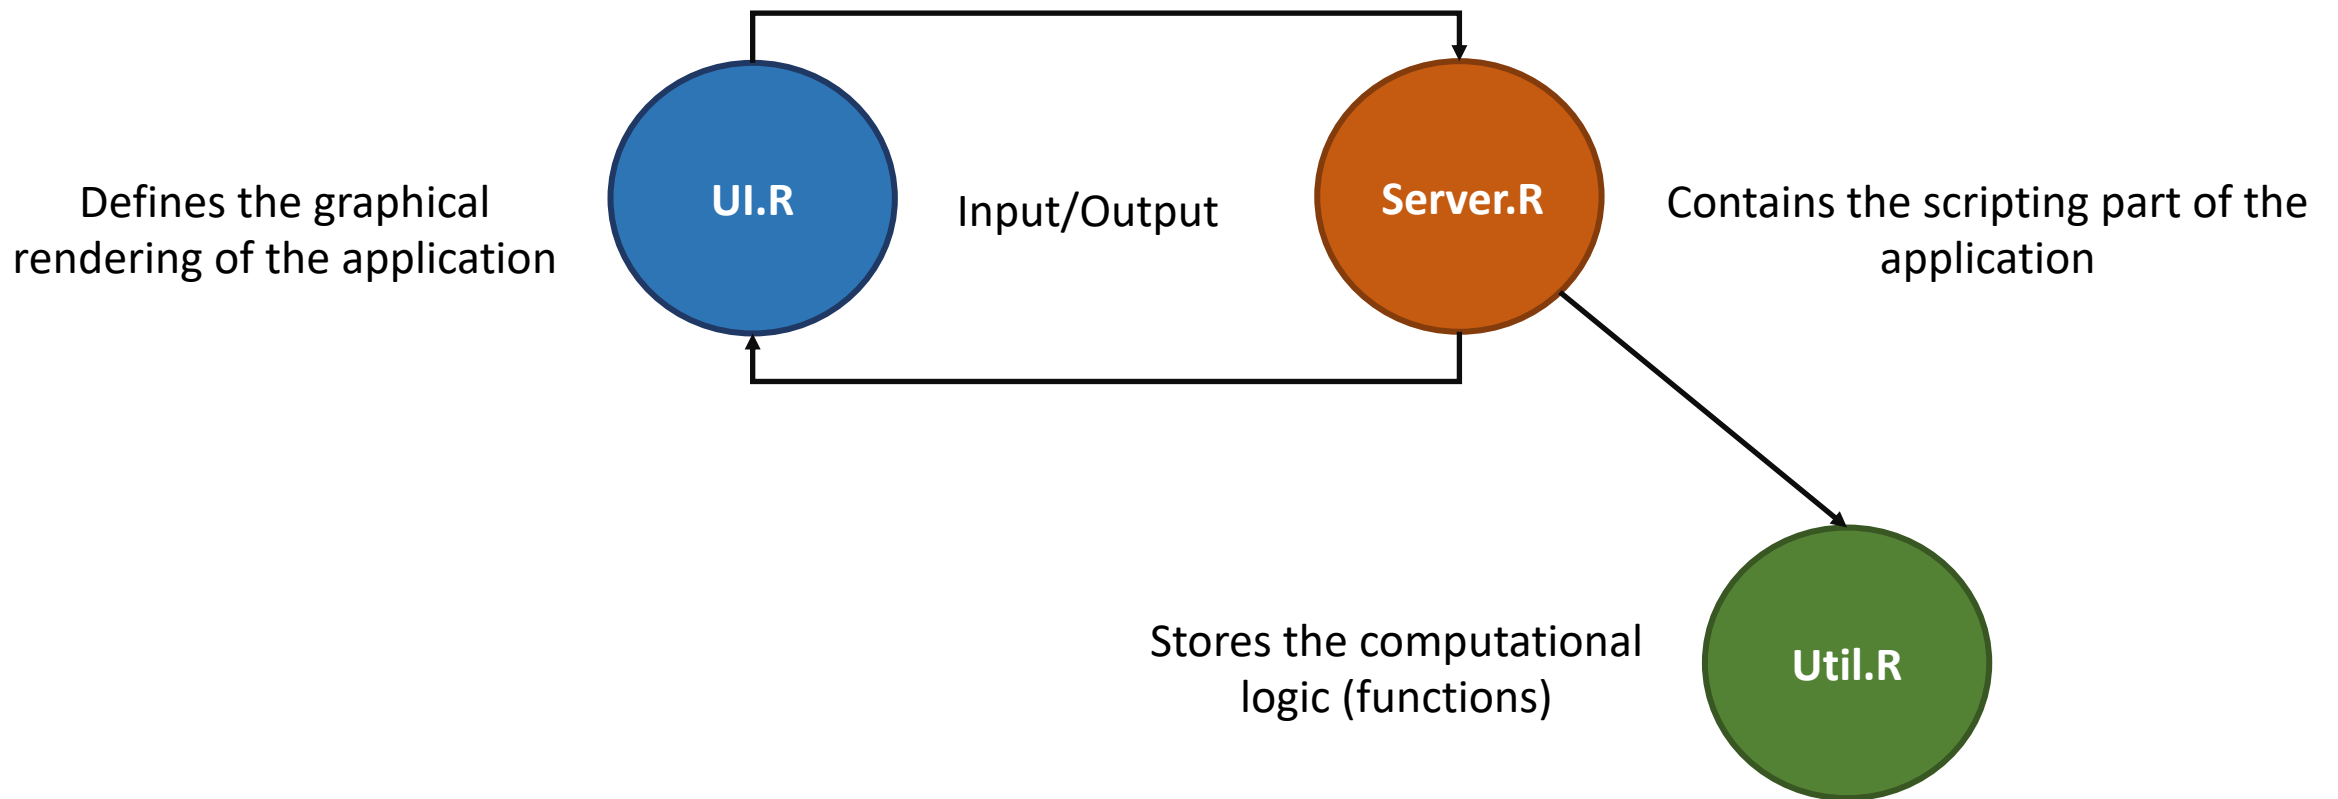 Defines the graphical
rendering of the application
UI.R
Input/Output
Server.R
Contains the scripting part of the
application
Stores the computational
logic (functions)
Util.R